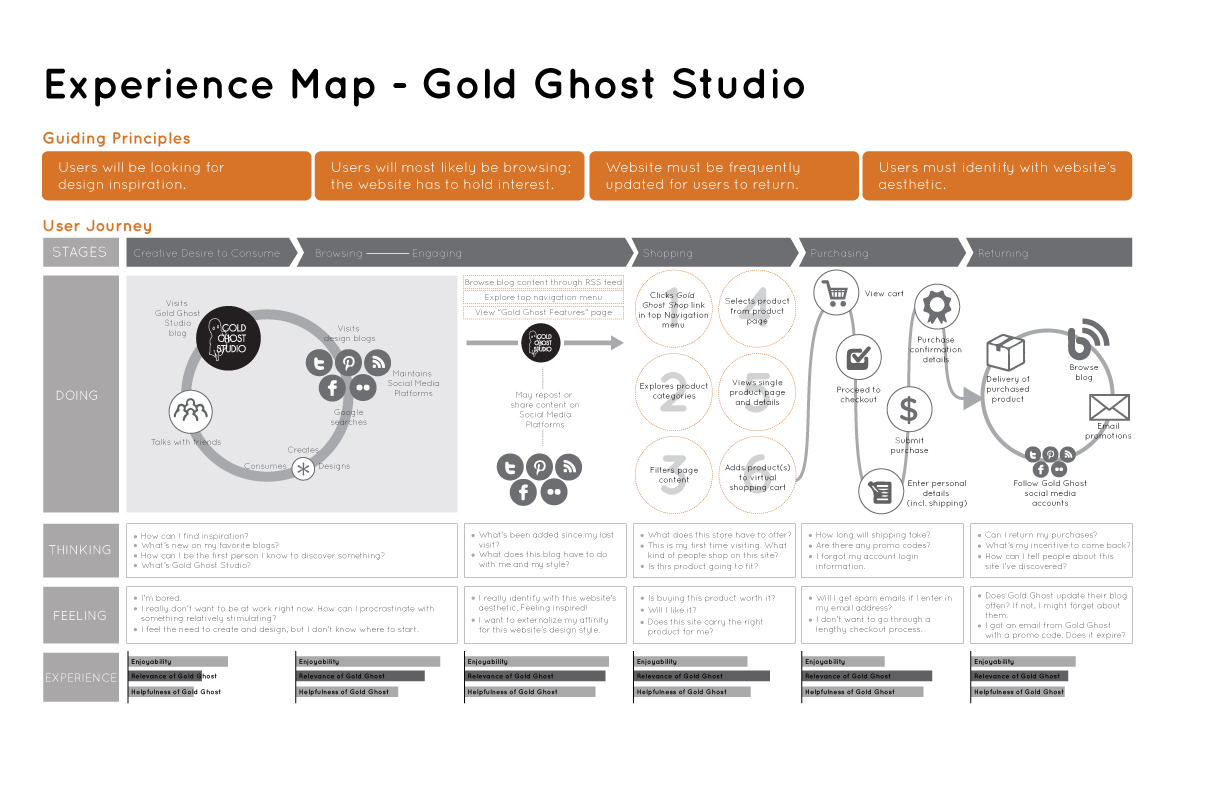 Experience Map - Gold Ghost Studio
Guiding Principles
Users will be looking for
design inspiration.
Users will most likely be browsing;
the website has to hold interest.
Website must be frequently
updated for users to return.
Users must identify with website's
aesthetic.
User Journey
STAGES
Creative Desire to Consume
Browsing
Engaging
Shopping
Purchasing
Returning
DOING
Visits
Gold Ghost
Studio
blog
GOLD
GHOST
STUDIO
Visits
design blogs
Maintains
Social Media
Platforms
Google
searches
Talks with friends
Creates
Consumes
Designs
Browse blog content through RSS feed
Explore top navigation menu
View "Gold Ghost Features" page
GOLD
GHOST
STUDIO
May repost or
share content on
Social Media
Platforms
1
Clicks Gold
Ghost Shop link
in top Navigation
menu
2
Explores product
categories
3
Filters page
content
4
Selects product
from product
page
5
Views single
product page
and details
6
Adds product(s)
to virtual
shopping cart
View cart
Proceed to
checkout
Enter personal
details
(incl. shipping)
Submit
purchase
Purchase
confirmation
details
Delivery of
purchased
product
Browse
blog
Email
promotions
Follow Gold Ghost
social media
accounts
THINKING
• How can I find inspiration?
• What's new on my favorite blogs?
• How can I be the first person I know to discover something?
• What's Gold Ghost Studio?
• What's been added since my last
visit?
• What does this blog have to do
with me and my style?
• What does this store have to offer?
• This is my first time visiting. What
kind of people shop on this site?
• Is this product going to fit?
• How long will shipping take?
• Are there any promo codes?
• I forgot my account login
information.
• Can I return my purchases?
• What's my incentive to come back?
• How can I tell people about this
site I've discovered?
FEELING
• I'm bored.
• I really don't want to be at work right now. How can I procrastinate with
something relatively stimulating?
• I feel the need to create and design, but I don't know where to start.
• I really identify with this website's
aesthetic. Feeling inspired!
• I want to externalize my affinity
for this website's design style.
• Is buying this product worth it?
• Will I like it?
• Does this site carry the right
product for me?
• Will I get spam emails if I enter in
my email address?
• I don't want to go through a
lengthy checkout process.
• Does Gold Ghost update their blog
often? If not, I might forget about
them.
• I got an email from Gold Ghost
with a promo code. Does it expire?
EXPERIENCE
Enjoyability
Relevance of Gold Ghost
Helpfulness of Gold Ghost
Enjoyability
Relevance of Gold Ghost
Helpfulness of Gold Ghost
Enjoyability
Relevance of Gold Ghost
Helpfulness of Gold Ghost
Enjoyability
Relevance of Gold Ghost
Helpfulness of Gold Ghost
Enjoyability
Relevance of Gold Ghost
Helpfulness of Gold Ghost
Enjoyability
Relevance of Gold Ghost
Helpfulness of Gold Ghost